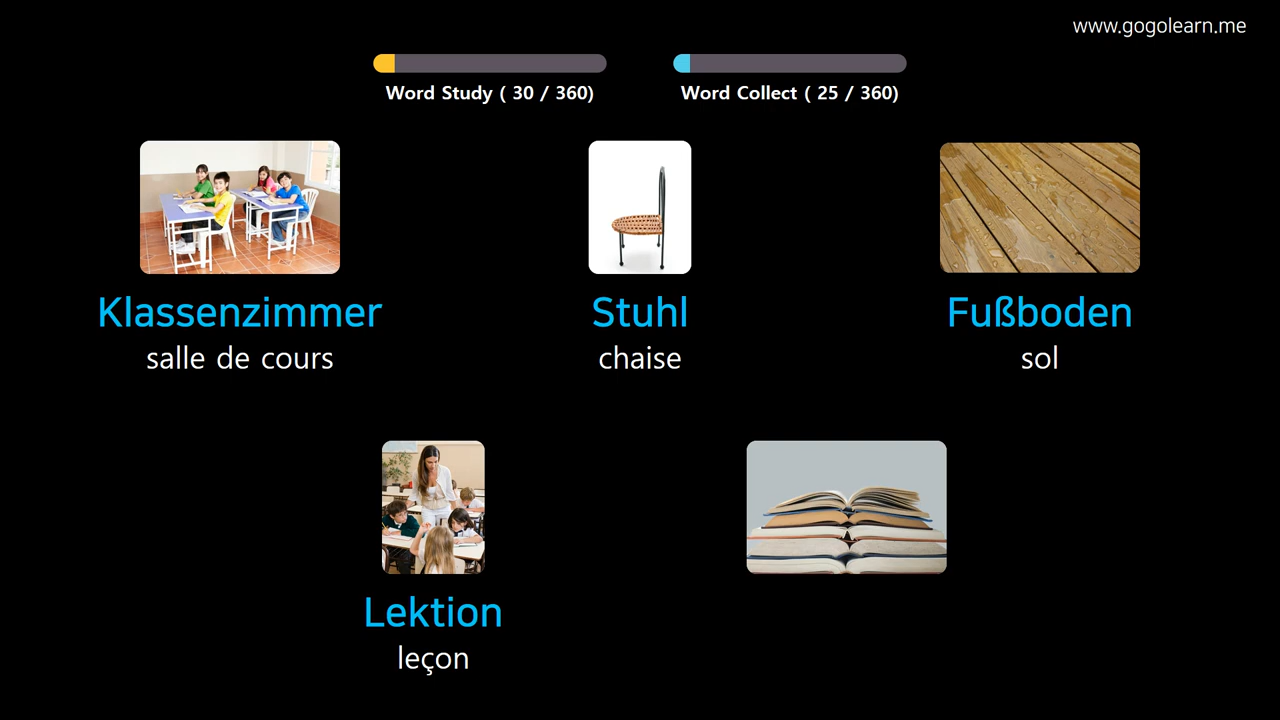 www.gogolearn.me
Word Study ( 30 / 360)
Word Collect ( 25 / 360)
Klassenzimmer
salle de cours
Stuhl
chaise
Fußboden
sol
Lektion
leçon